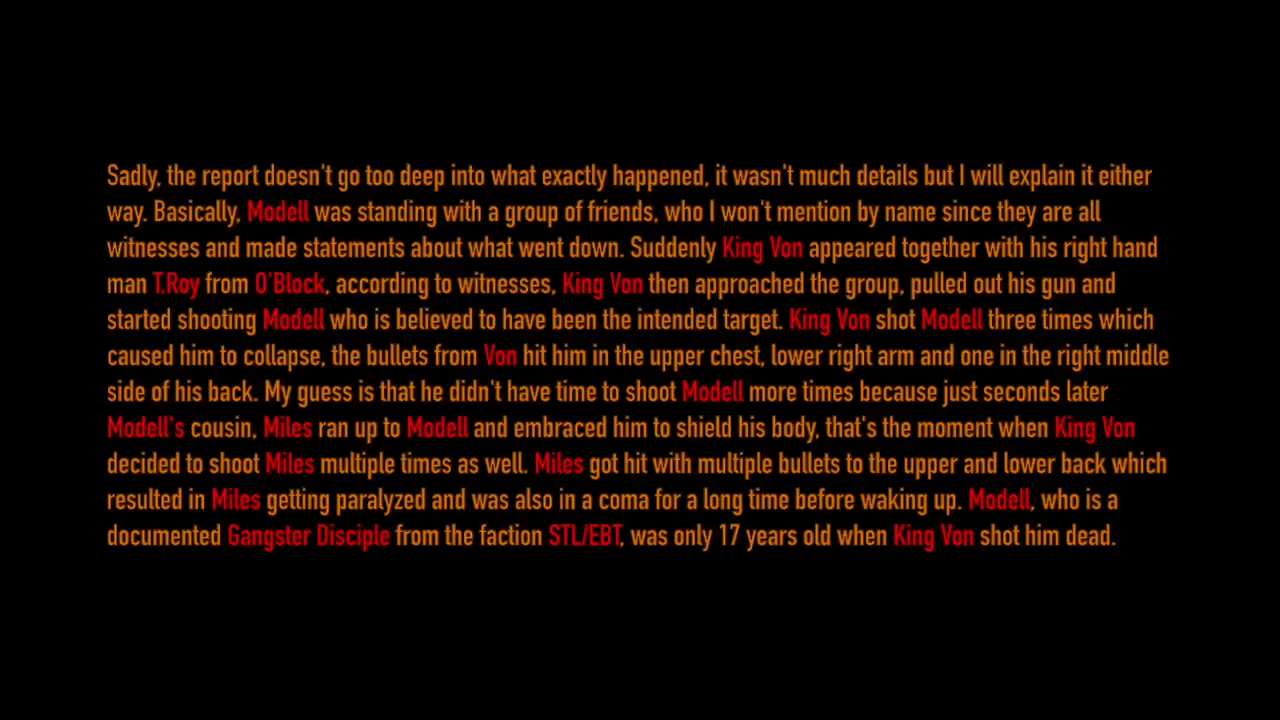 Sadly, the report doesn't go too deep into what exactly happened, it wasn't much details but I will explain it either
way. Basically, Modell was standing with a group of friends, who I won't mention by name since they are all
witnesses and made statements about what went down. Suddenly King Von appeared together with his right hand
man T.Roy from O'Block, according to witnesses, King Von then approached the group, pulled out his gun and
started shooting Modell who is believed to have been the intended target. King Von shot Modell three times which
caused him to collapse, the bullets from Von hit him in the upper chest, lower right arm and one in the right middle
side of his back. My guess is that he didn't have time to shoot Modell more times because just seconds later
Modell's cousin, Miles ran up to Modell and embraced him to shield his body, that's the moment when King Von
decided to shoot Miles multiple times as well. Miles got hit with multiple bullets to the upper and lower back which
resulted in Miles getting paralyzed and was also in a coma for a long time before waking up. Modell, who is a
documented Gangster Disciple from the faction STL/EBT, was only 17 years old when King Von shot him dead.